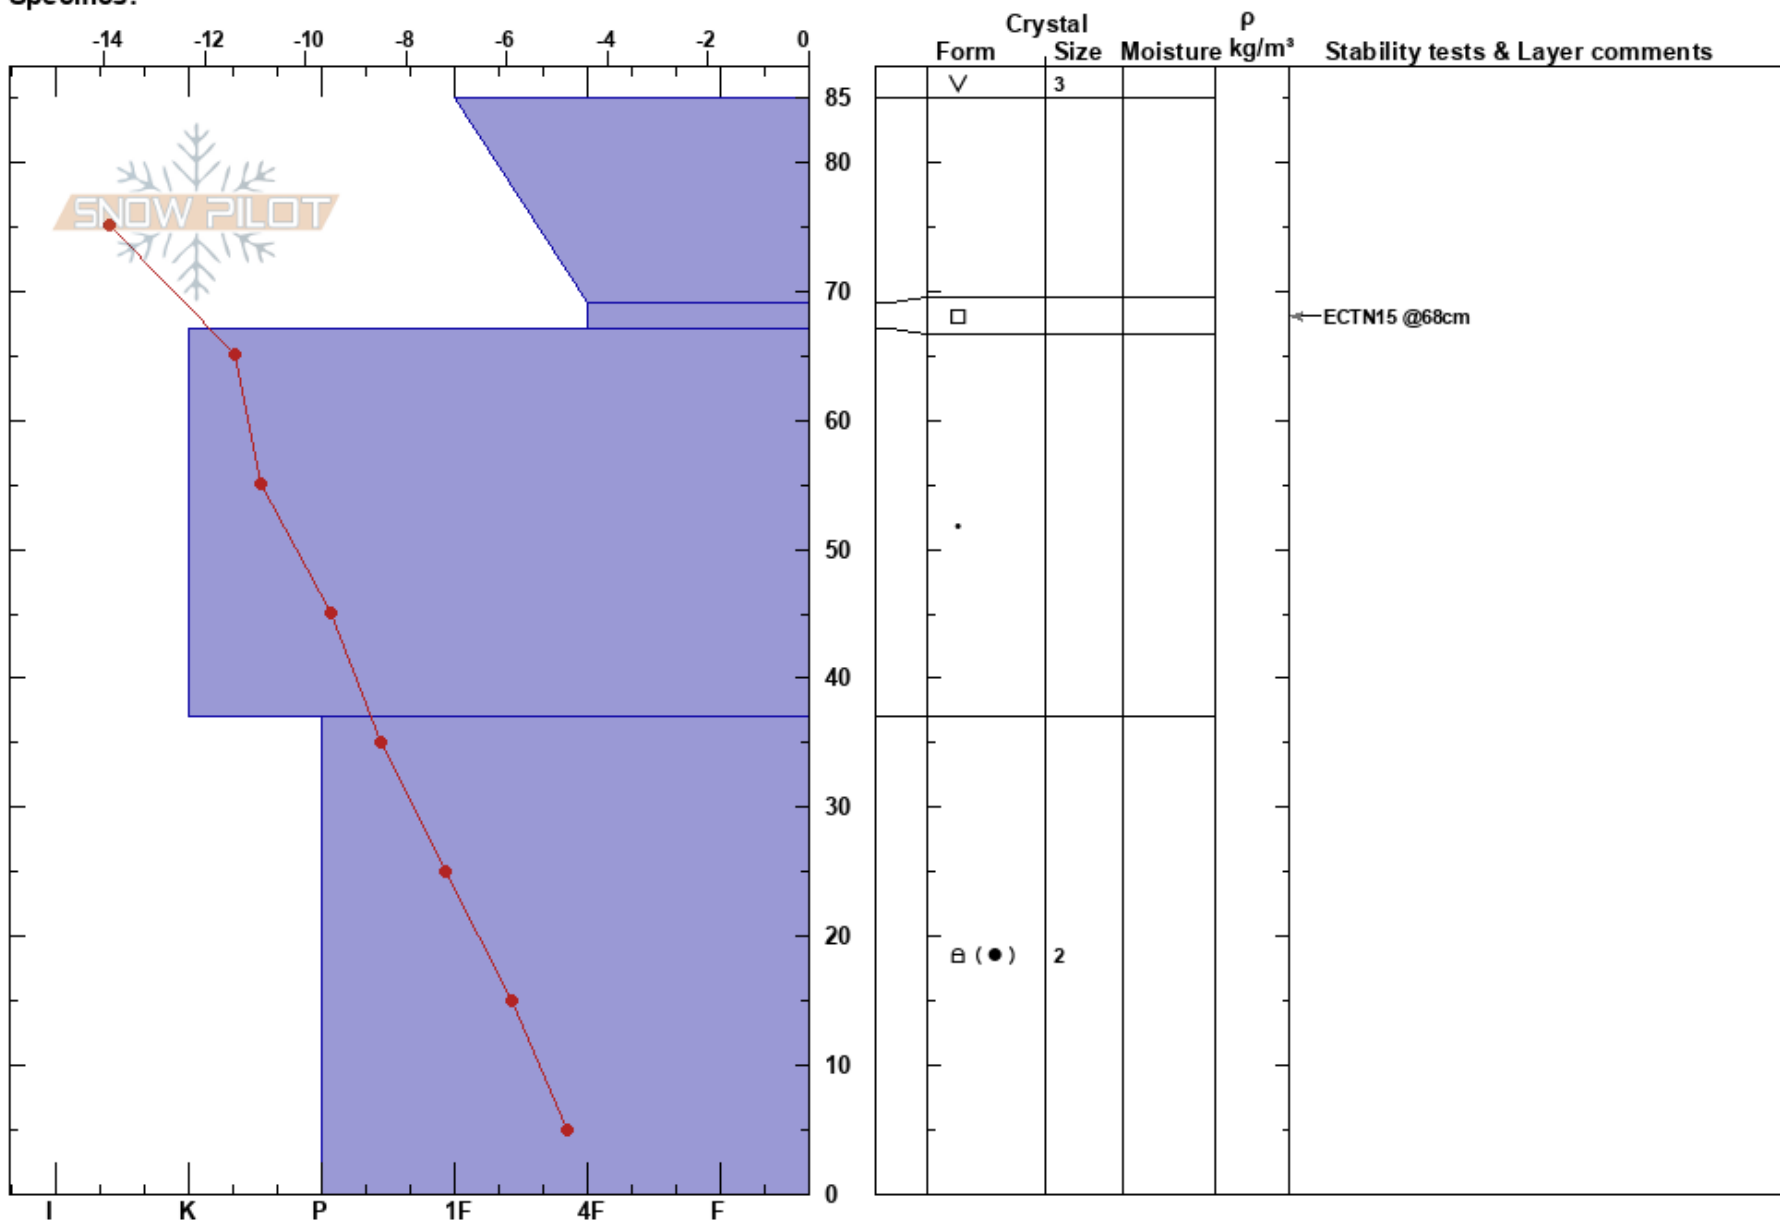 Specifics:
-14 -12 -10 -8 -6 -4 -2 0
Crystal ρ
Form Size Moisture kg/m³ Stability tests & Layer comments
3
85
80
SNOW PILOT
70
ECTN15 @68cm
60
50
40
30
20
( ● ) 2
10
0
I K P 1F 4F F